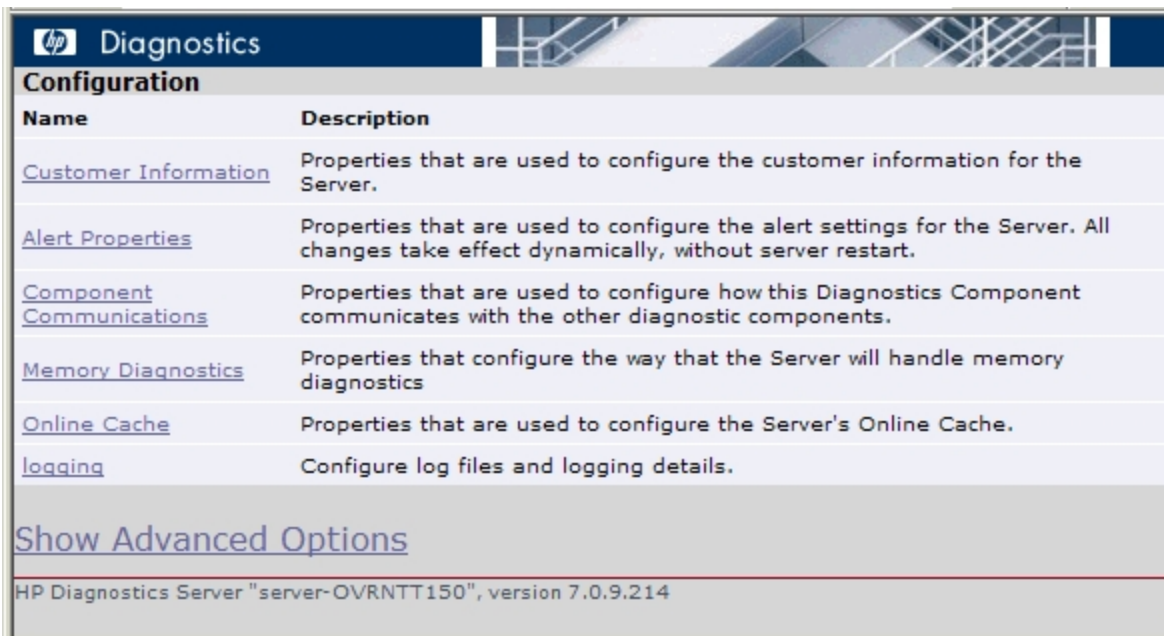 hp Diagnostics
Configuration
Name Description
Customer Information Properties that are used to configure the customer information for the
Server.
Alert Properties Properties that are used to configure the alert settings for the Server. All
changes take effect dynamically, without server restart.
Component Properties that are used to configure how this Diagnostics Component
Communications communicates with the other diagnostic components.
Memory Diagnostics Properties that configure the way that the Server will handle memory
diagnostics
Online Cache Properties that are used to configure the Server's Online Cache.
logging Configure log files and logging details.
Show Advanced Options
HP Diagnostics Server "server-OVRNTT150", version 7.0.9.214